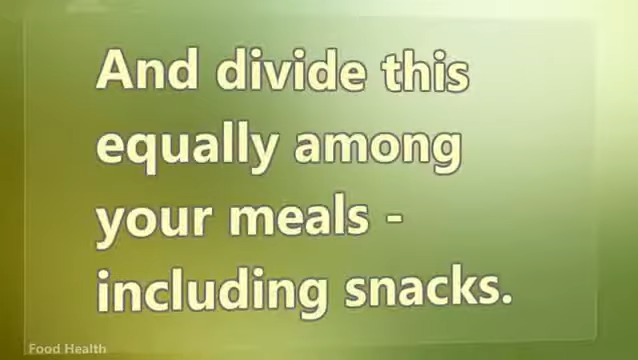 And divide this
equally among
your meals -
including snacks.
Food Health